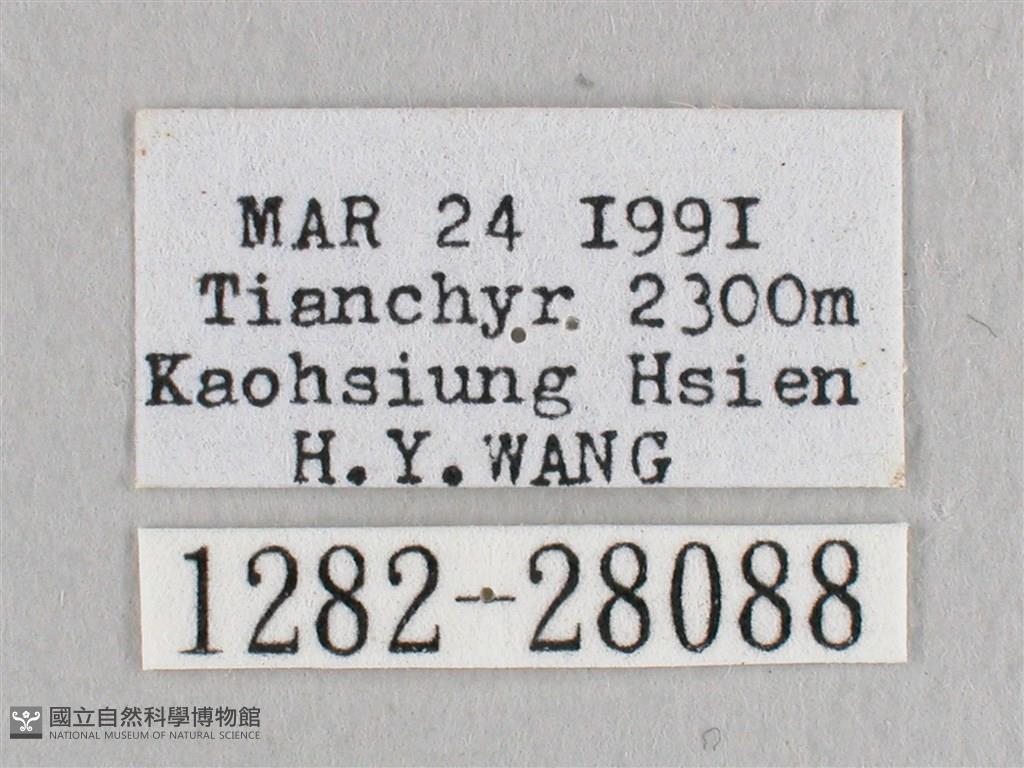 MAR 24 1991
Tianchyr 2300m
Kaohsiung Hsien
H.Y.WANG
1282-28088
國立自然科學博物館
NATIONAL MUSEUM OF NATURAL SCIENCE